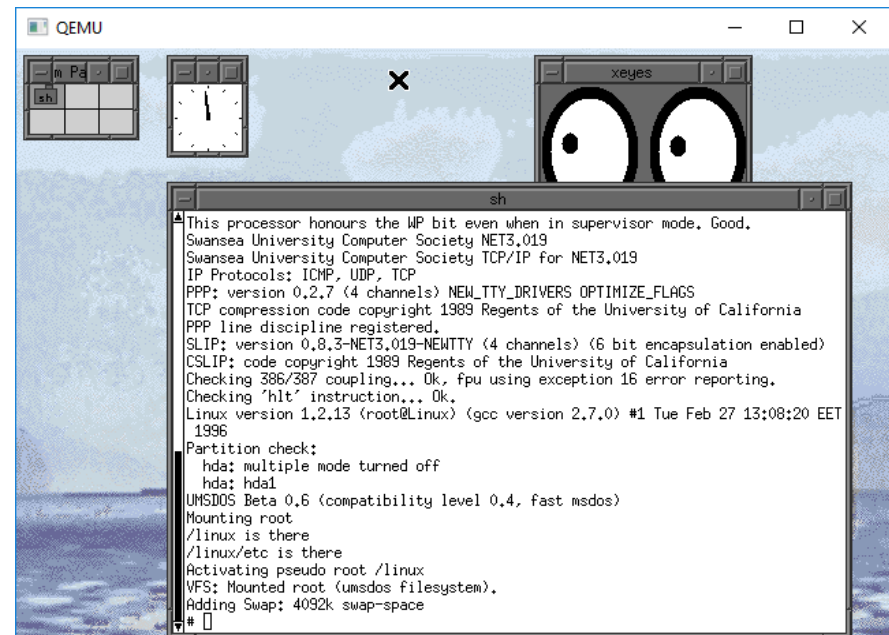 QEMU
m Pa
sh
xeyes
sh
This processor honours the WP bit even when in supervisor mode. Good.
Swansea University Computer Society NET3.019
Swansea University Computer Society TCP/IP for NET3.019
IP Protocols: ICMP, UDP, TCP
PPP: version 0.2.7 (4 channels) NEW_TTY_DRIVERS OPTIMIZE_FLAGS
TCP compression code copyright 1989 Regents of the University of California
PPP line discipline registered.
SLIP: version 0.8.3-NET3.019-NEWTTY (4 channels) (6 bit encapsulation enabled)
CSLIP: code copyright 1989 Regents of the University of California
Checking 386/387 coupling... Ok, fpu using exception 16 error reporting.
Checking 'hlt' instruction... Ok.
Linux version 1.2.13 (root@Linux) (gcc version 2.7.0) #1 Tue Feb 27 13:08:20 EET
1996
Partition check:
hda: multiple mode turned off
hda: hda1
UMSDOS Beta 0.6 (compatibility level 0.4, fast msdos)
Mounting root
/linux is there
/linux/etc is there
Activating pseudo root /linux
VFS: Mounted root (umsdos filesystem).
Adding Swap: 4092k swap-space
#